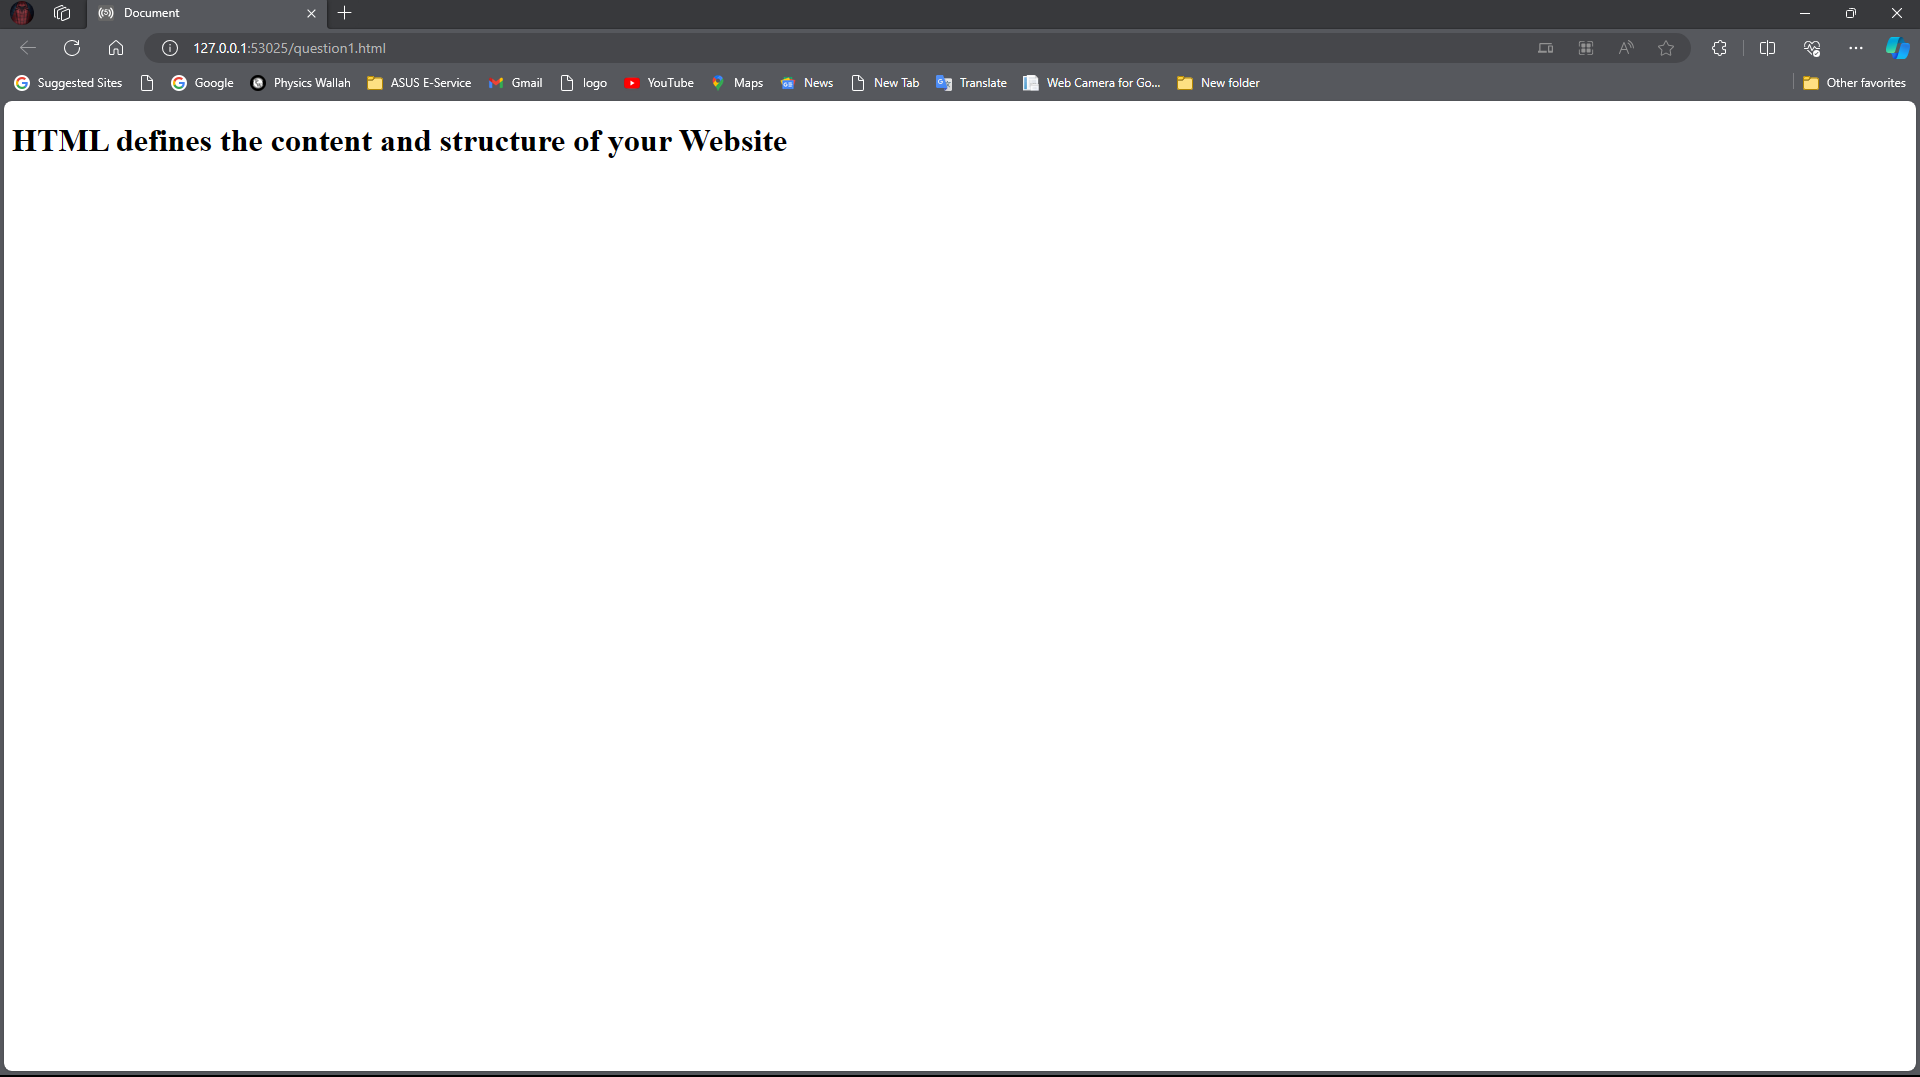 Document
127.0.0.1:53025/question1.html
Suggested Sites Google Physics Wallah ASUS E-Service Gmail logo YouTube Maps News New Tab Translate Web Camera for Go... New folder Other favorites
HTML defines the content and structure of your Website